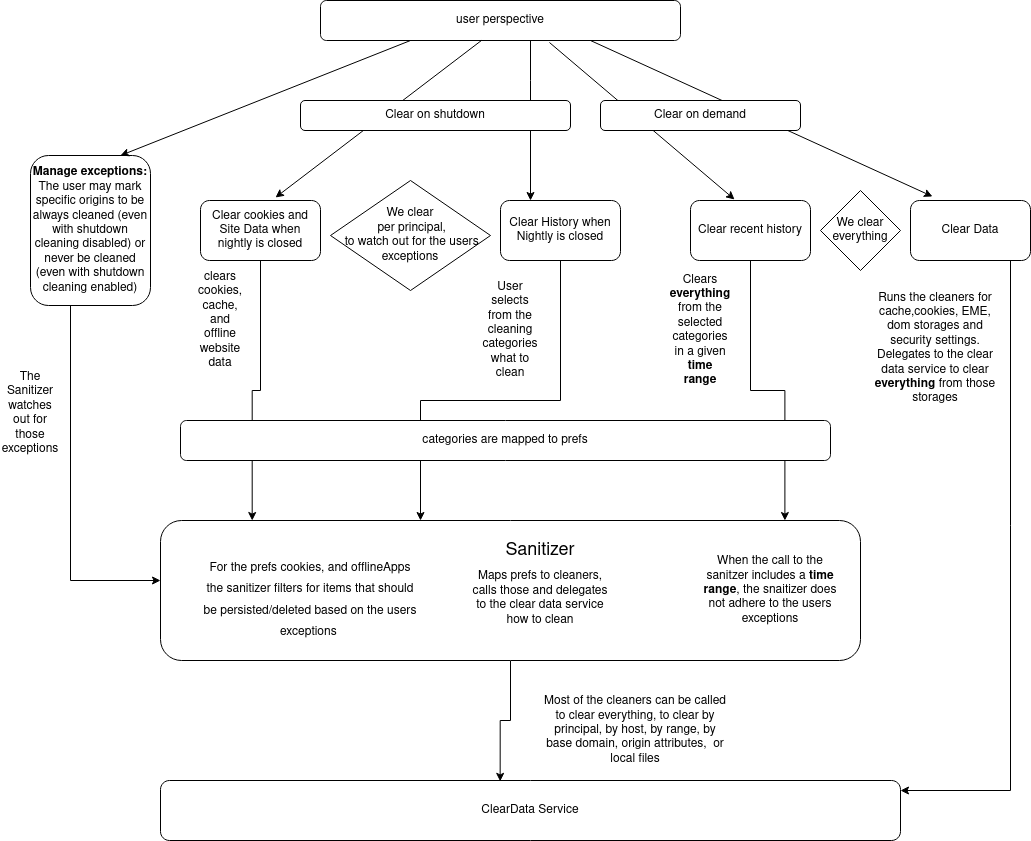 user perspective
Clear on shutdown
Clear on demand
Manage exceptions:
The user may mark
specific origins to be
always cleaned (even
with shutdown
cleaning disabled) or
never be cleaned
(even with shutdown
cleaning enabled)
Clear cookies and
Site Data when
nightly is closed
We clear
per principal,
to watch out for the users
exceptions
Clear History when
Nightly is closed
Clear recent history
We clear
everything
Clear Data
clears
cookies,
cache,
and
offline
website
data
User
selects
from the
cleaning
categories
what to
clean
Clears
everything
from the
selected
categories
in a given
time
range
Runs the cleaners for
cache,cookies, EME,
dom storages and
security settings.
Delegates to the clear
data service to clear
everything from those
storages
The
Sanitizer
watches
out for
those
exceptions
categories are mapped to prefs
Sanitizer
For the prefs cookies, and offlineApps
the sanitizer filters for items that should
be persisted/deleted based on the users
exceptions
Maps prefs to cleaners,
calls those and delegates
to the clear data service
how to clean
When the call to the
sanitzer includes a time
range, the snaitizer does
not adhere to the users
exceptions
Most of the cleaners can be called
to clear everything, to clear by
principal, by host, by range, by
base domain, origin attributes,  or
local files
ClearData Service